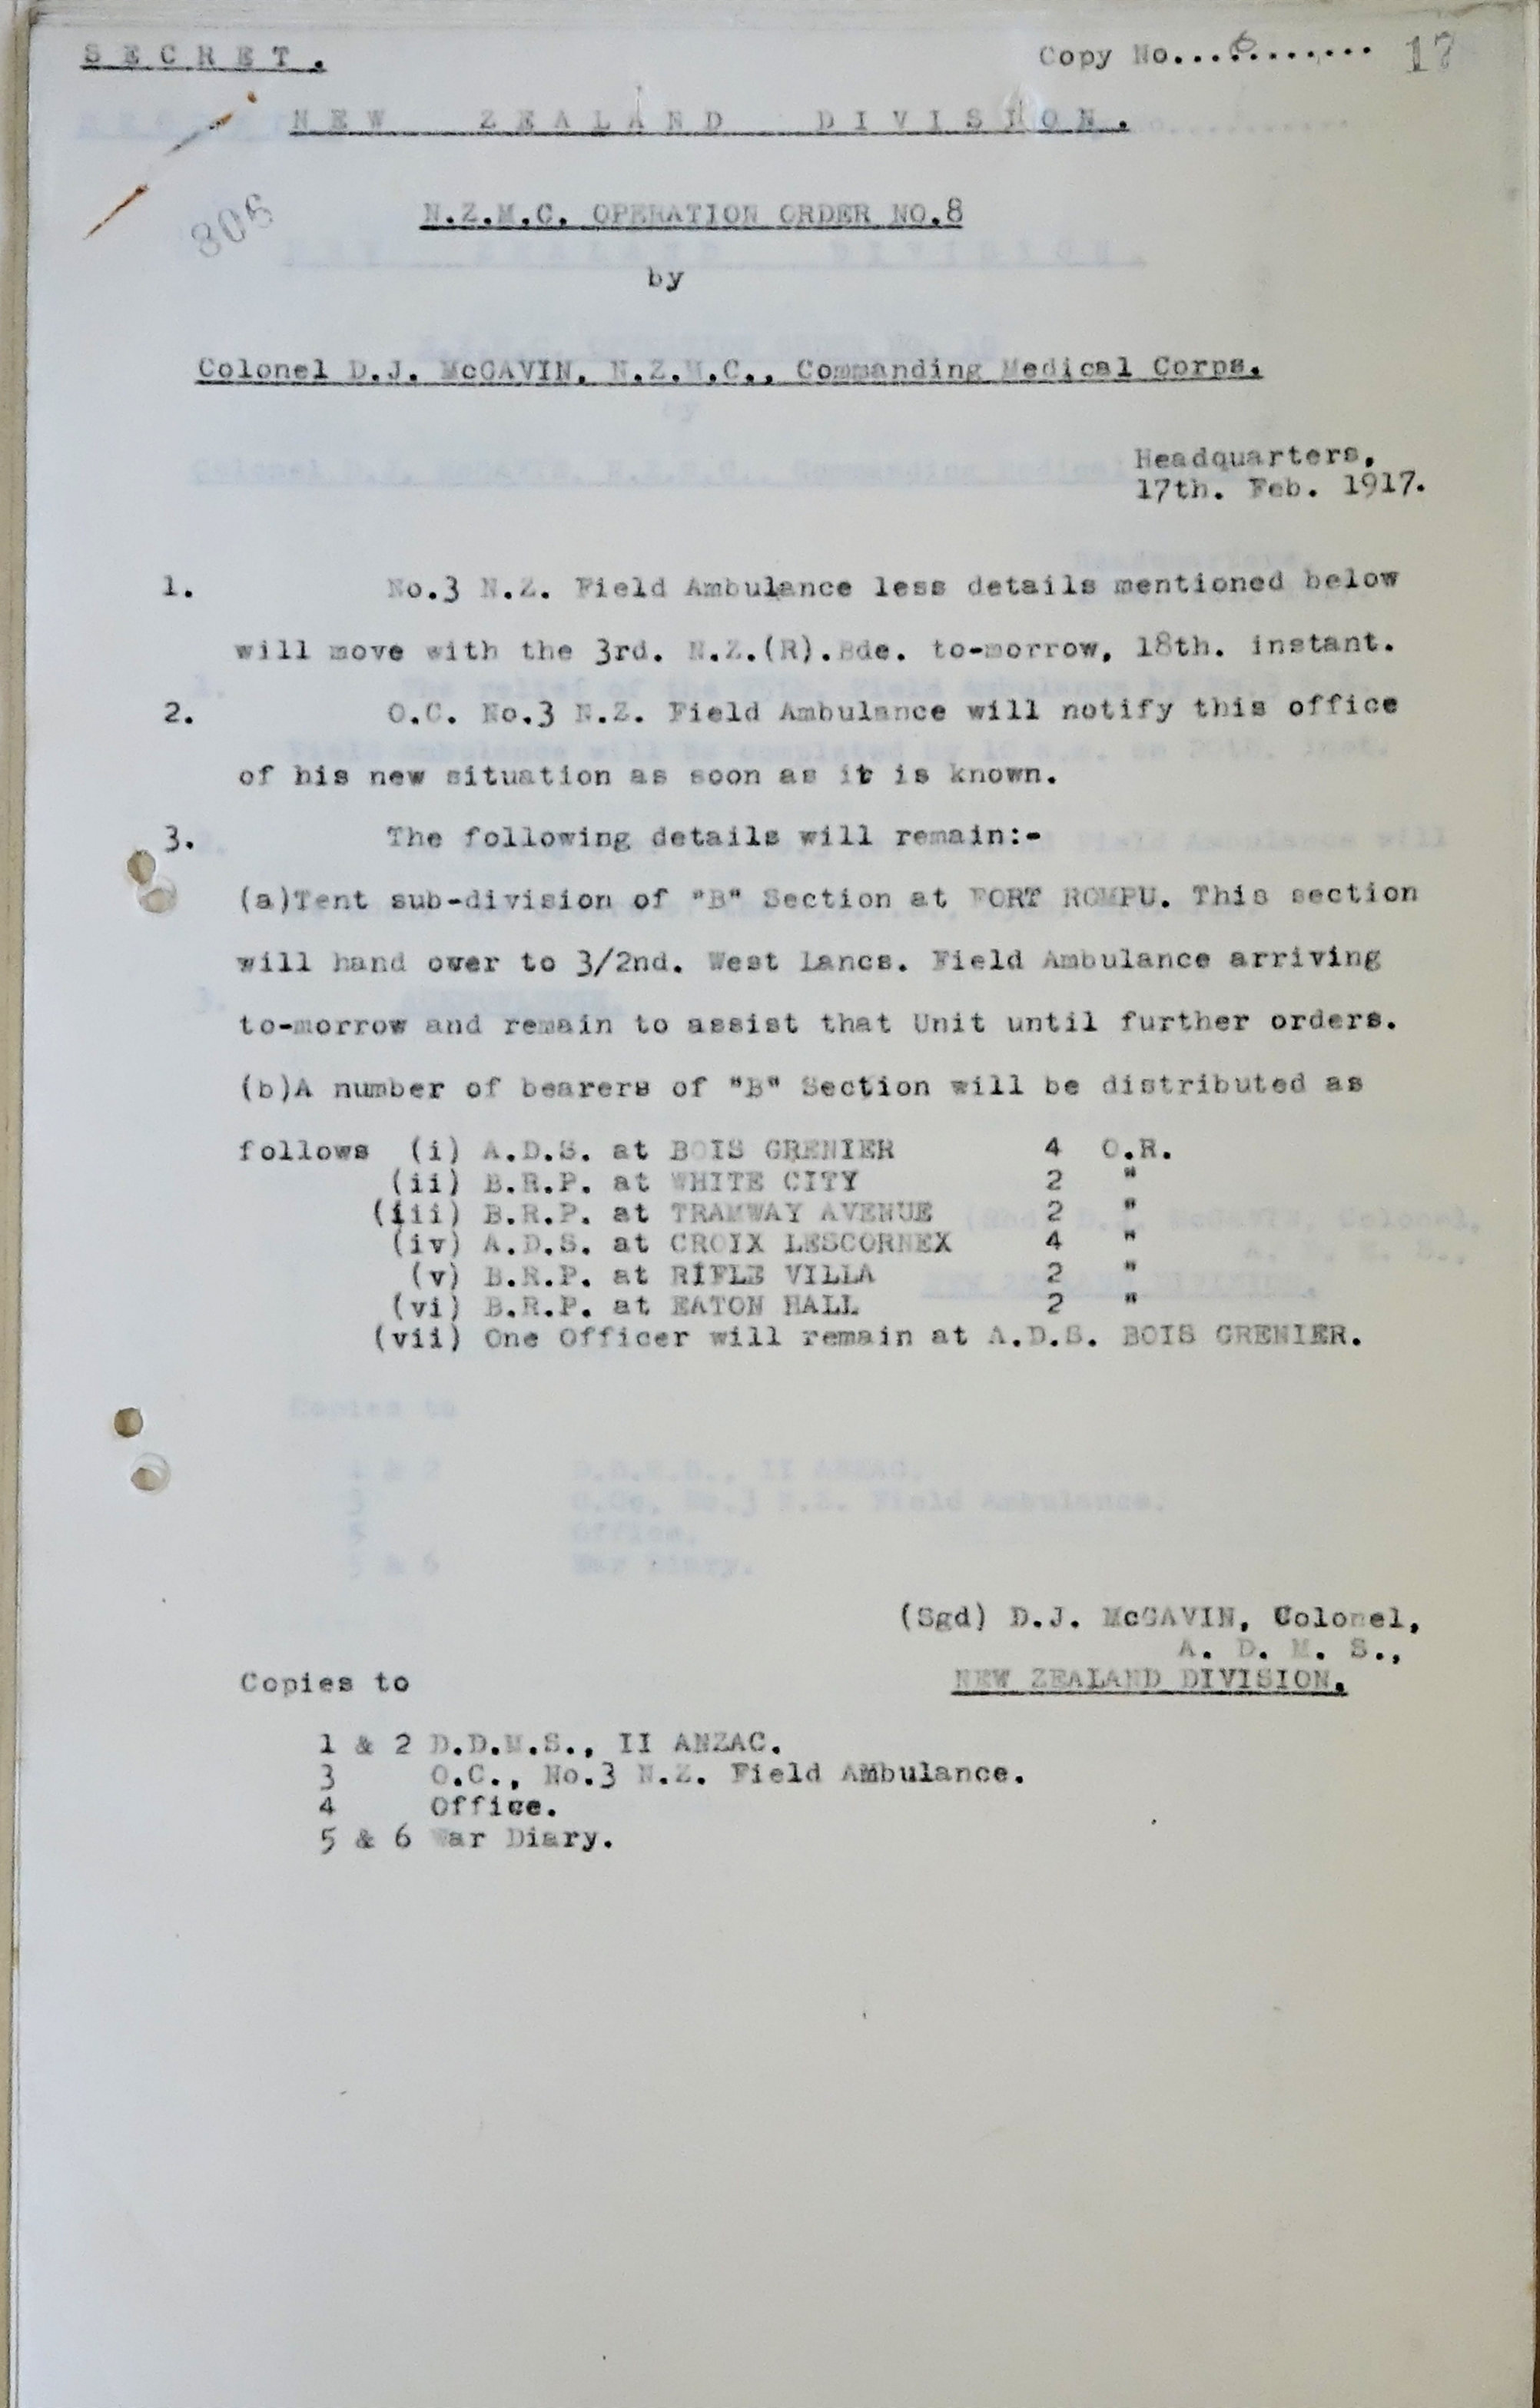 S E C R E T .
Copy No....6.......... 17
N E W Z E A L A N D D I V I S I O N .
306
N.Z.M.C. OPERATION ORDER NO.8
by
Colonel D.J. McGAVIN, N.Z.M.C., Commanding Medical Corps.
Headquarters,
17th. Feb. 1917.
1. No.3 N.Z. Field Ambulance less details mentioned below
will move with the 3rd. N.Z.(R).Bde. to-morrow, 18th. instant.
2. O.C. No.3 N.Z. Field Ambulance will notify this office
of his new situation as soon as it is known.
3. The following details will remain:-
(a)Tent sub-division of "B" Section at FORT ROMPU. This section
will hand over to 3/2nd. West Lancs. Field Ambulance arriving
to-morrow and remain to assist that Unit until further orders.
(b)A number of bearers of "B" Section will be distributed as
follows (i) A.D.S. at BOIS GRENIER 4 O.R.
(ii) B.R.P. at WHITE CITY 2 "
(iii) B.R.P. at TRAMWAY AVENUE 2 "
(iv) A.D.S. at CROIX LESCORNEX 4 "
(v) B.R.P. at RIFLE VILLA 2 "
(vi) B.R.P. at EATON HALL 2 "
(vii) One Officer will remain at A.D.S. BOIS GRENIER.
(Sgd) D.J. McGAVIN, Colonel,
A. D. M. S.,
NEW ZEALAND DIVISION.
Copies to
1 & 2 D.D.M.S., II ANZAC.
3 O.C., No.3 N.Z. Field AMbulance.
4 Office.
5 & 6 War Diary.